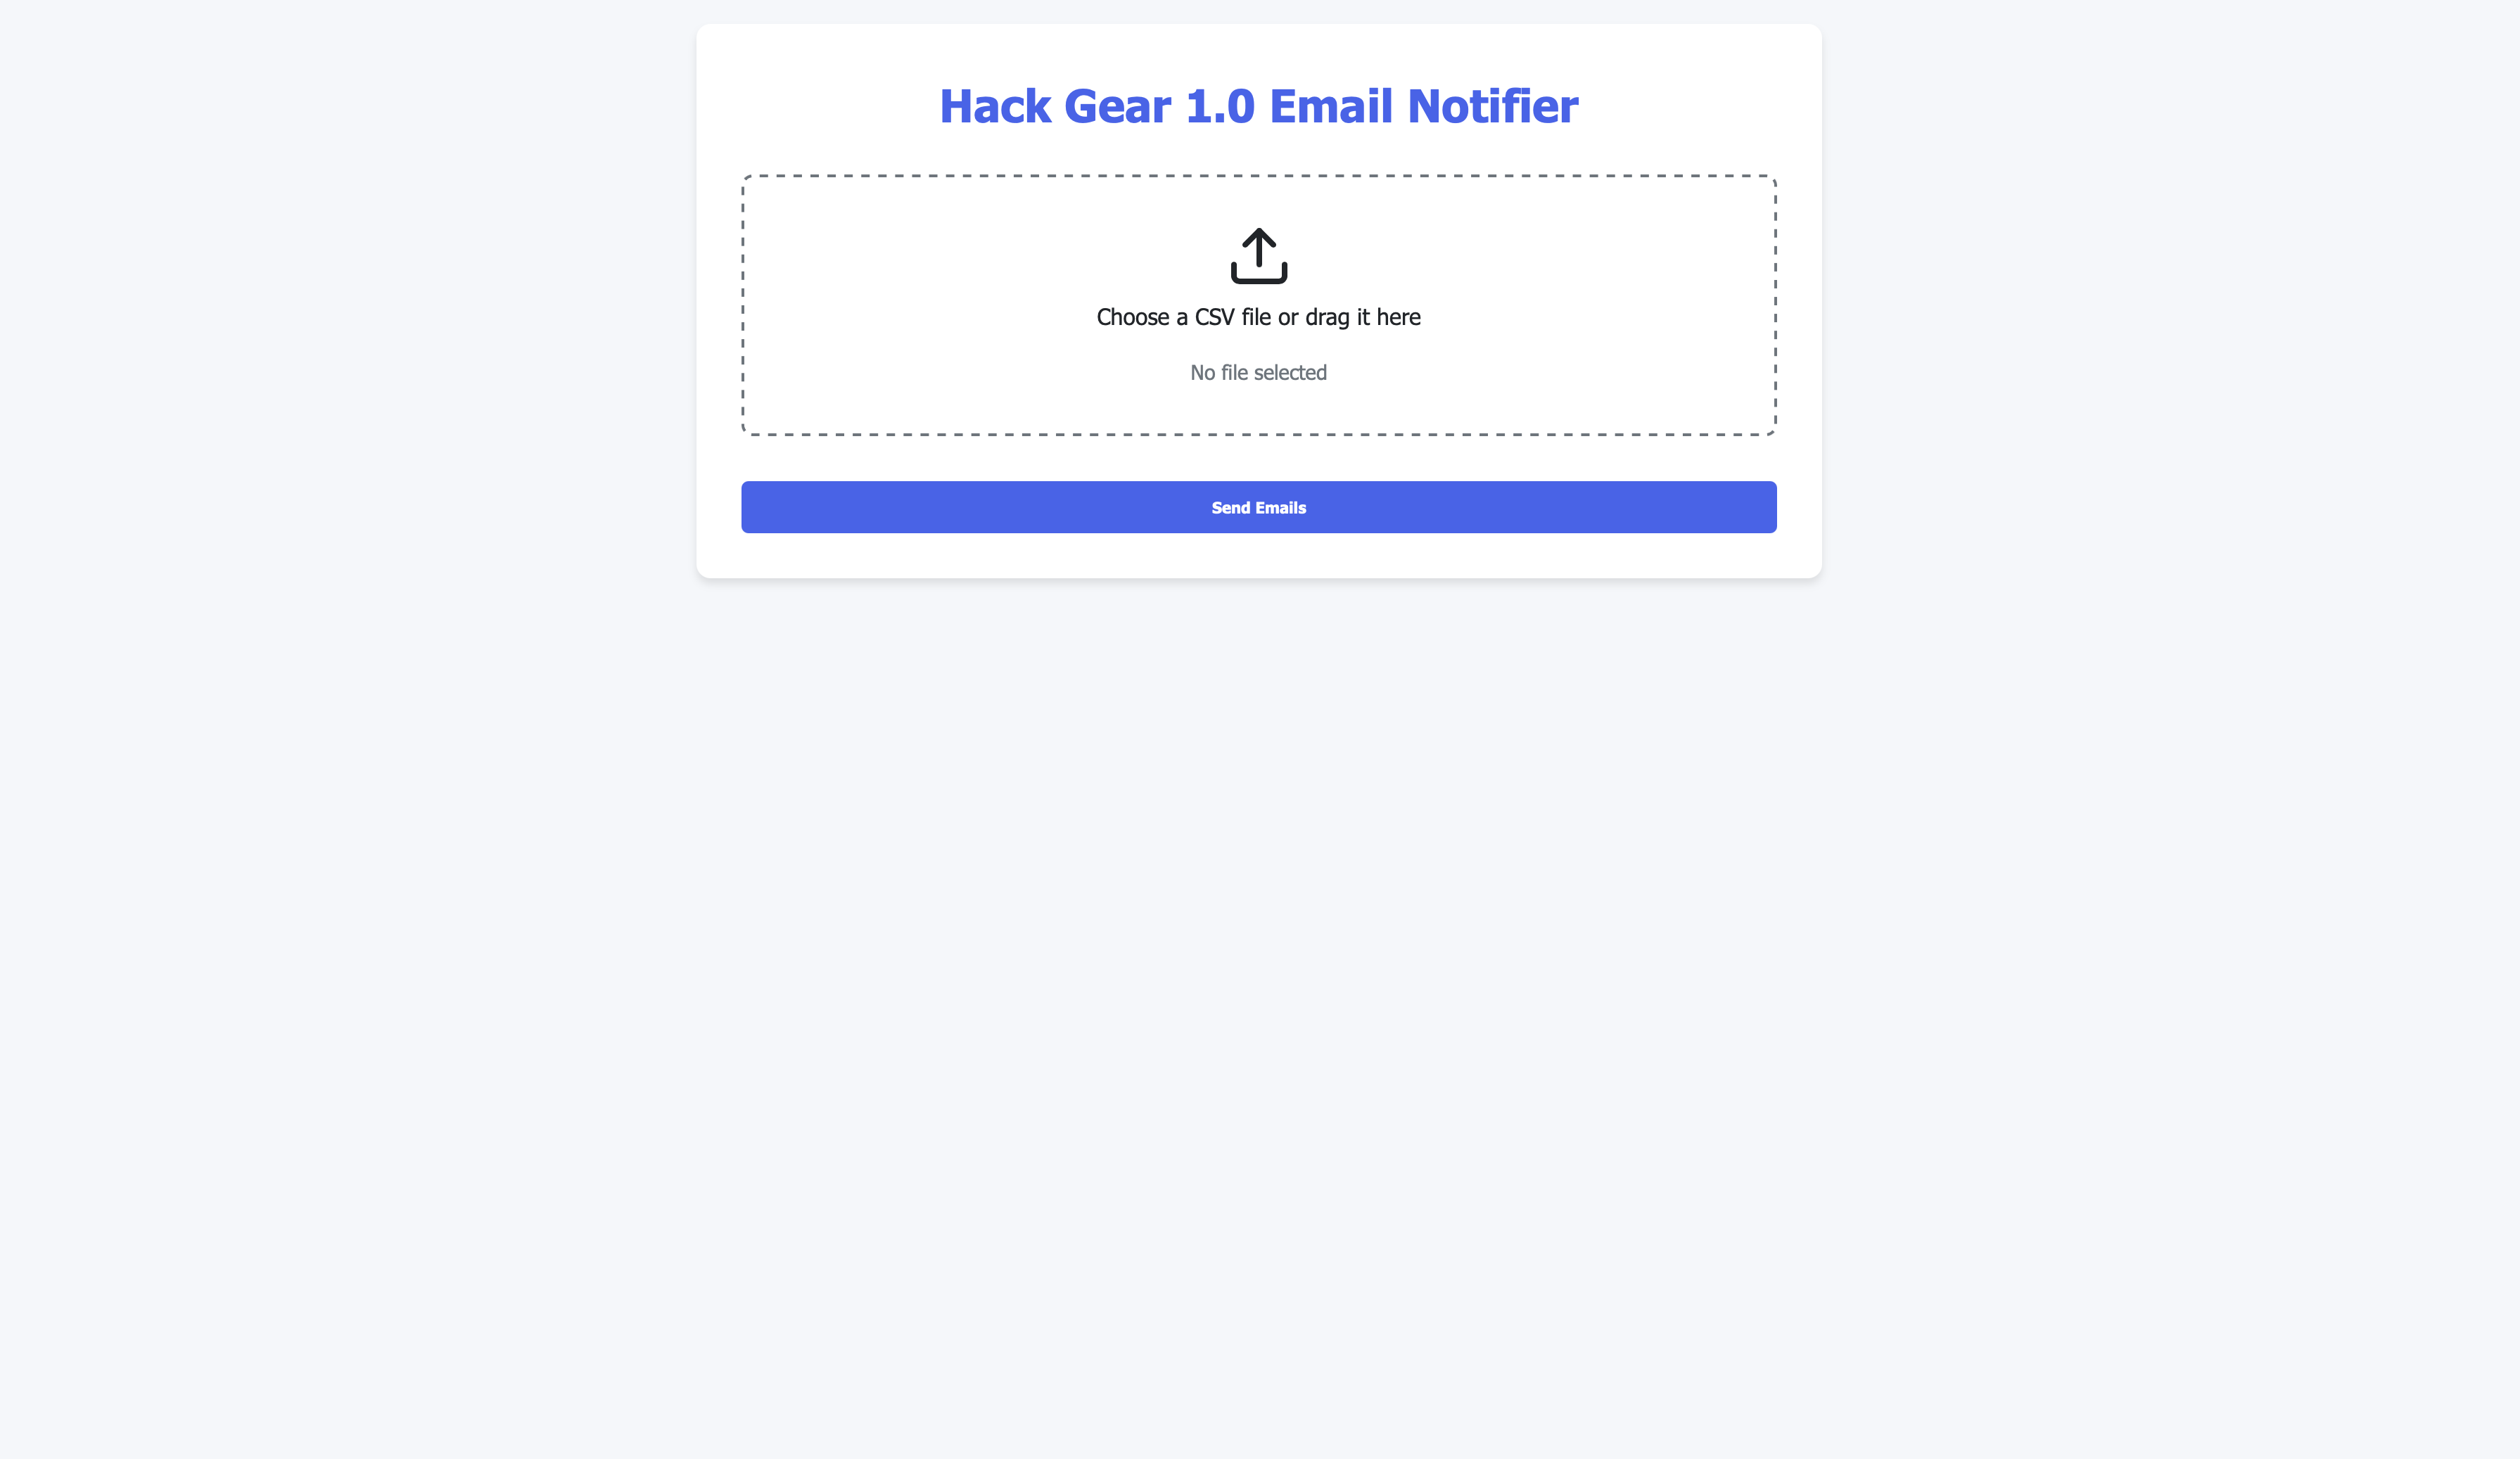 Hack Gear 1.0 Email Notifier
Choose a CSV file or drag it here
No file selected
Send Emails